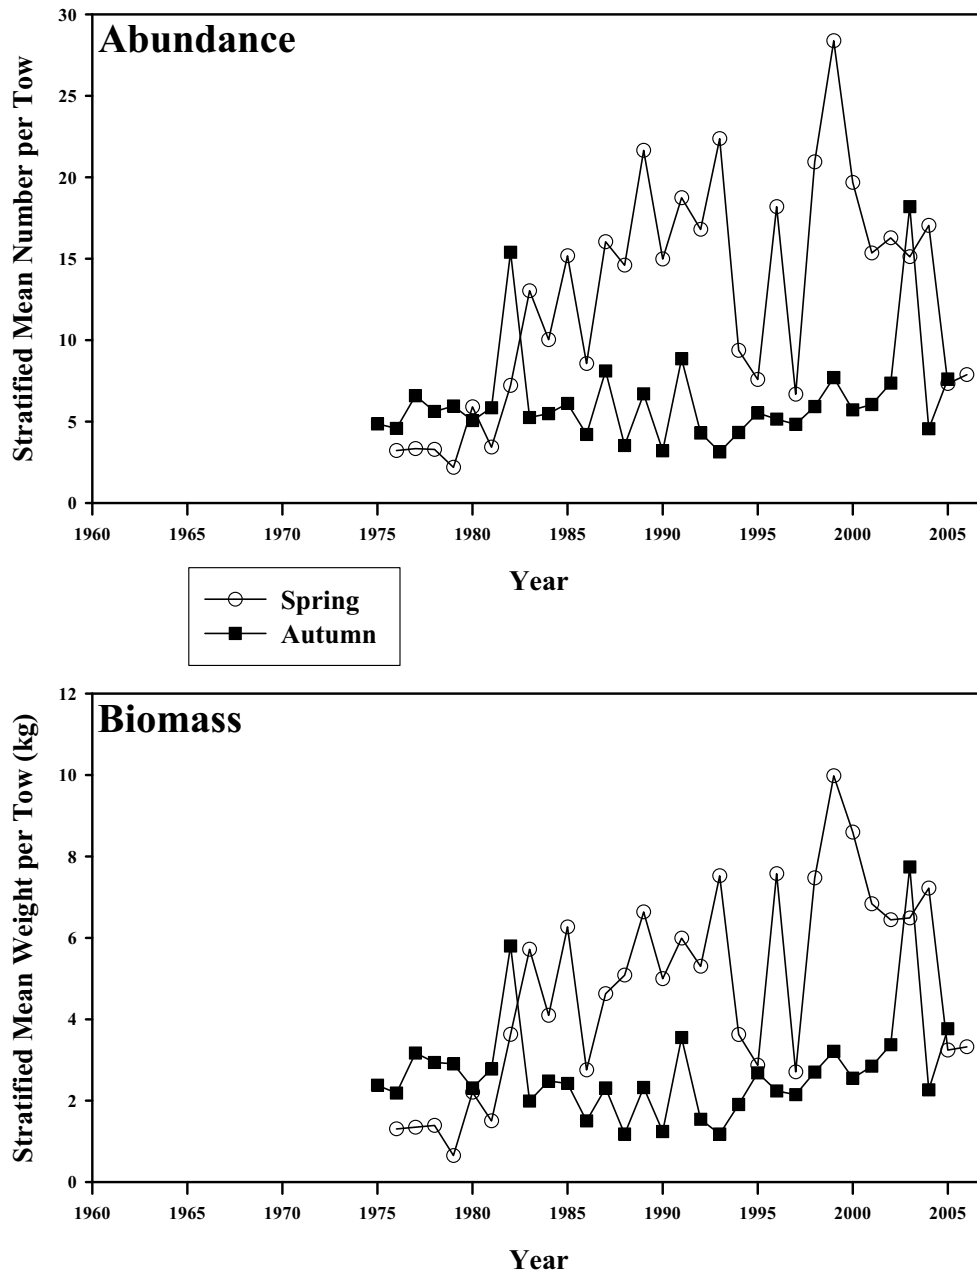 Abundance
Stratified Mean Number per Tow
30
25
20
15
10
5
0
1960 1965 1970 1975 1980 1985 1990 1995 2000 2005
Year
Spring
Autumn
Biomass
Stratified Mean Weight per Tow (kg)
12
10
8
6
4
2
0
1960 1965 1970 1975 1980 1985 1990 1995 2000 2005
Year